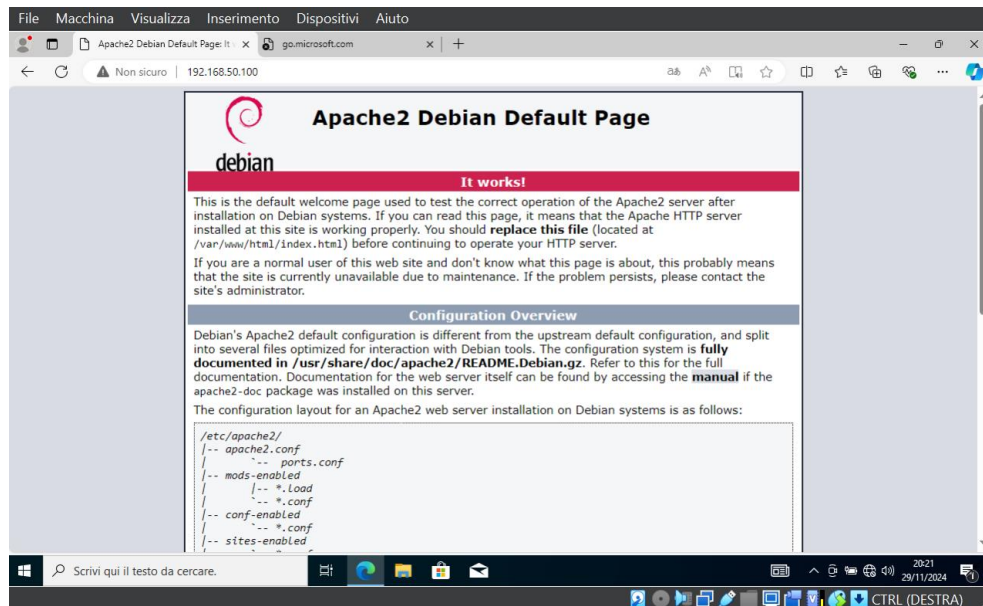 File Macchina Visualizza Inserimento Dispositivi Aiuto
Apache2 Debian Default Page: It
go.microsoft.com
Non sicuro 192.168.50.100
debian
Apache2 Debian Default Page
It works!
This is the default welcome page used to test the correct operation of the Apache2 server after
installation on Debian systems. If you can read this page, it means that the Apache HTTP server
installed at this site is working properly. You should replace this file (located at
/var/www/html/index.html) before continuing to operate your HTTP server.
If you are a normal user of this web site and don't know what this page is about, this probably means
that the site is currently unavailable due to maintenance. If the problem persists, please contact the
site's administrator.
Configuration Overview
Debian's Apache2 default configuration is different from the upstream default configuration, and split
into several files optimized for interaction with Debian tools. The configuration system is fully
documented in /usr/share/doc/apache2/README.Debian.gz. Refer to this for the full
documentation. Documentation for the web server itself can be found by accessing the manual if the
apache2-doc package was installed on this server.
The configuration layout for an Apache2 web server installation on Debian systems is as follows:
/etc/apache2/
|-- apache2.conf
|       `--  ports.conf
|-- mods-enabled
|       |-- *.load
|       `-- *.conf
|-- conf-enabled
|       `-- *.conf
|-- sites-enabled
Scrivi qui il testo da cercare.
20:21
29/11/2024
CTRL (DESTRA)